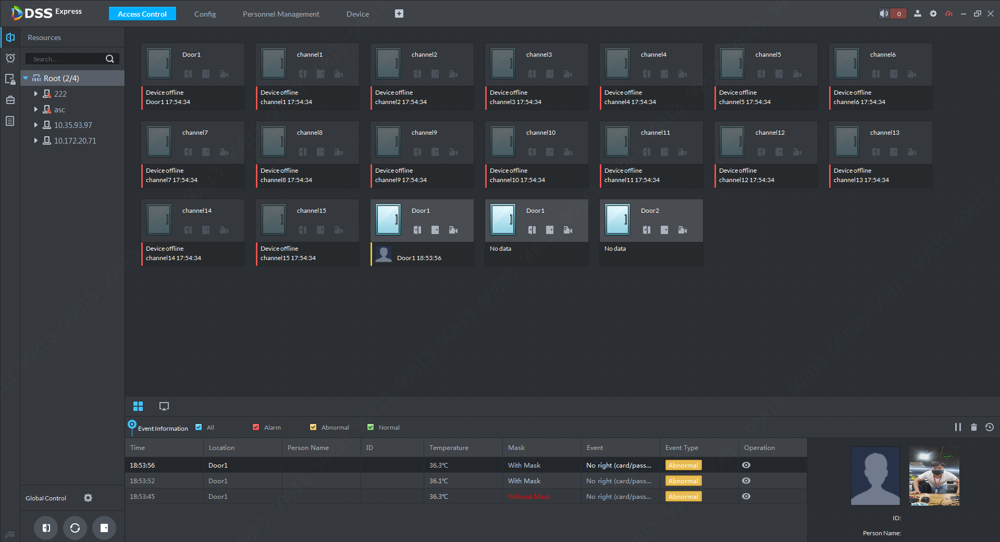 DSS Express
Access Control
Config
Personnel Management
Device
0
Resources
Search...
Root (2/4)
222
asc
10.35.93.97
10.172.20.71
Door1
Device offline
Door1 17:54:34
channel1
Device offline
channel1 17:54:34
channel2
Device offline
channel2 17:54:34
channel3
Device offline
channel3 17:54:34
channel4
Device offline
channel4 17:54:34
channel5
Device offline
channel5 17:54:34
channel6
Device offline
channel6 17:54:34
channel7
Device offline
channel7 17:54:34
channel8
Device offline
channel8 17:54:34
channel9
Device offline
channel9 17:54:34
channel10
Device offline
channel10 17:54:34
channel11
Device offline
channel11 17:54:34
channel12
Device offline
channel12 17:54:34
channel13
Device offline
channel13 17:54:34
channel14
Device offline
channel14 17:54:34
channel15
Device offline
channel15 17:54:34
Door1
Door1 18:53:56
Door1
No data
Door2
No data
Event Information
All
Alarm
Abnormal
Normal
Time Location Person Name ID Temperature Mask Event Event Type Operation
18:53:56 Door1 36.3℃ With Mask No right (card/pass... Abnormal
18:53:52 Door1 36.1℃ With Mask No right (card/pass... Abnormal
18:53:45 Door1 36.3℃ Without Mask No right (card/pass... Abnormal
ID:
Person Name:
Global Control
90813